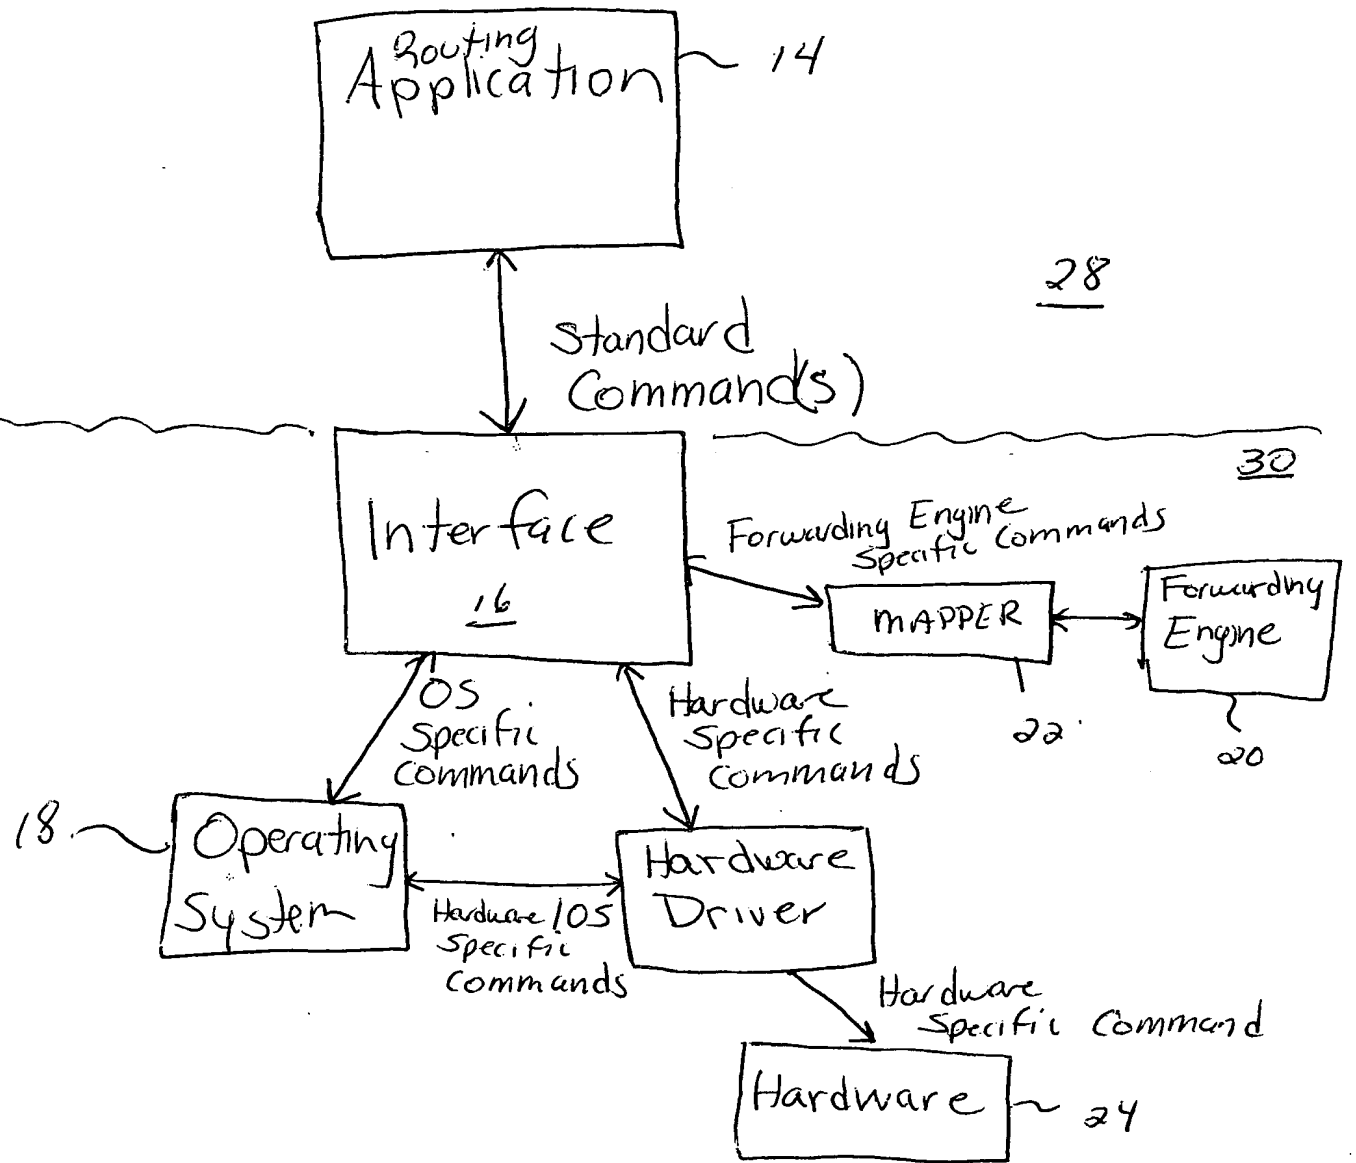 Routing
Application
14
28
Standard
Command(s)
30
Interface
16
Forwarding Engine
Specific Commands
MAPPER
Forwarding
Engine
22
20
OS
Specific
Commands
Hardware
Specific
Commands
18
Operating
System
Hardware
Driver
Hardware/OS
Specific
Commands
Hardware
Specific Command
Hardware
24